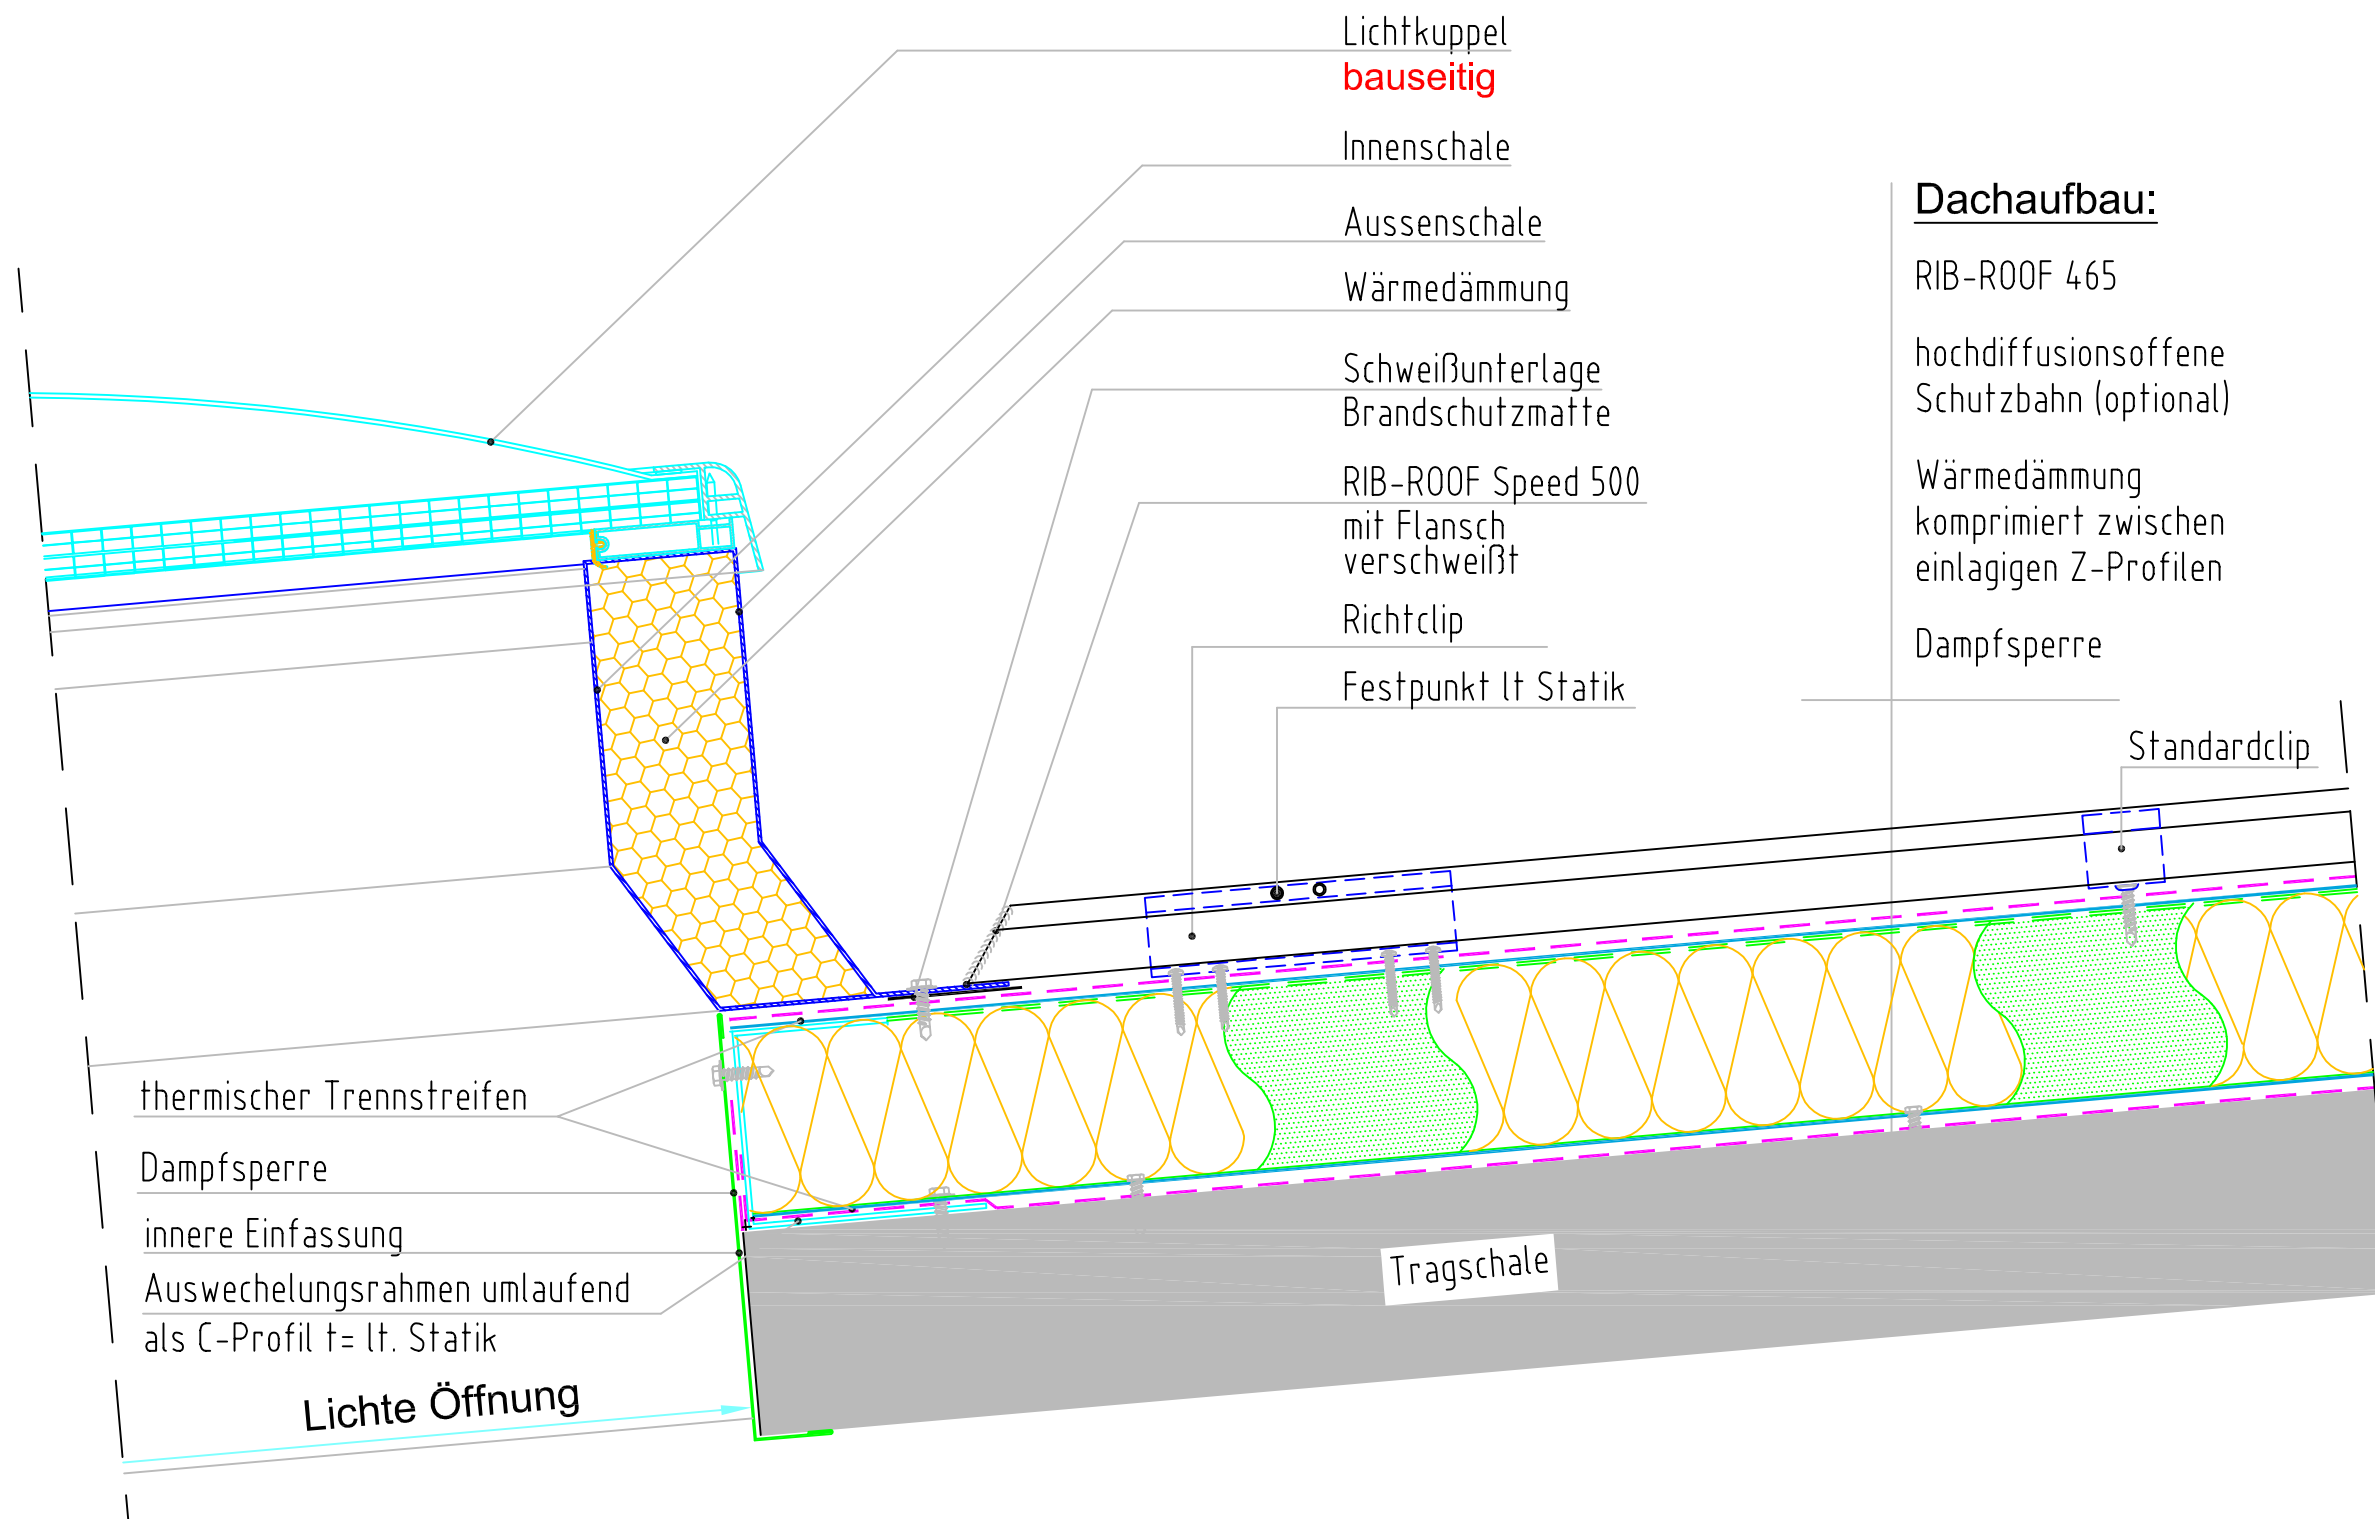 Lichtkuppel
bauseitig
Innenschale
Aussenschale
Wärmedämmung
Schweißunterlage
Brandschutzmatte
RIB-ROOF Speed 500
mit Flansch
verschweißt
Richtclip
Festpunkt lt Statik
Dachaufbau:
RIB-ROOF 465
hochdiffusionsoffene
Schutzbahn (optional)
Wärmedämmung
komprimiert zwischen
einlagigen Z-Profilen
Dampfsperre
Standardclip
thermischer Trennstreifen
Dampfsperre
innere Einfassung
Auswechelungsrahmen umlaufend
als C-Profil t= lt. Statik
Tragschale
Lichte Öffnung